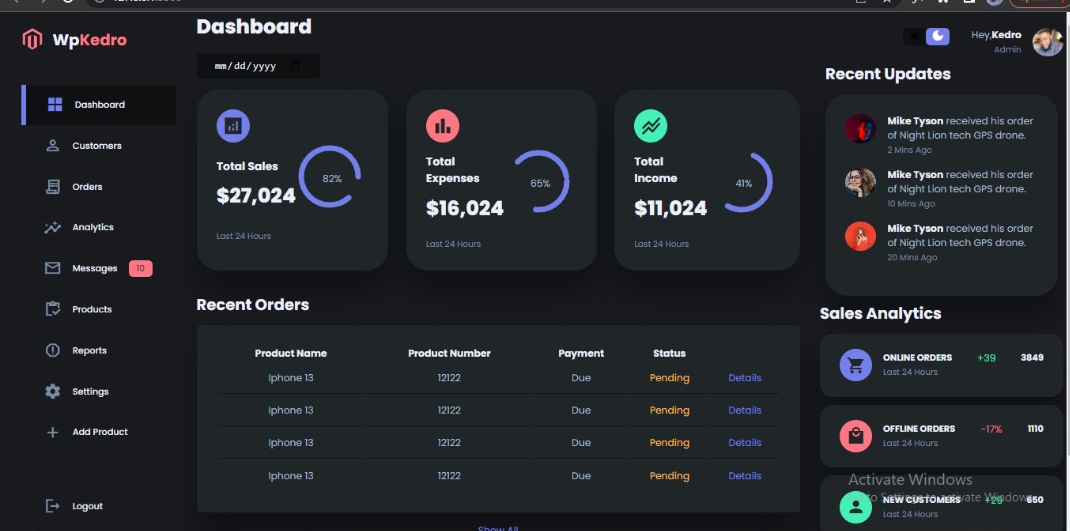 WpKedro
Dashboard
Customers
Orders
Analytics
Messages 10
Products
Reports
Settings
Add Product
Logout
Dashboard
mm/dd/yyyy
Total Sales
$27,024
82%
Last 24 Hours
Total
Expenses
$16,024
65%
Last 24 Hours
Total
Income
$11,024
41%
Last 24 Hours
Recent Orders
Product Name Product Number Payment Status
Iphone 13 12122 Due Pending Details
Iphone 13 12122 Due Pending Details
Iphone 13 12122 Due Pending Details
Iphone 13 12122 Due Pending Details
Show All
Hey,Kedro
Admin
Recent Updates
Mike Tyson received his order
of Night Lion tech GPS drone.
2 Mins Ago
Mike Tyson received his order
of Night Lion tech GPS drone.
10 Mins Ago
Mike Tyson received his order
of Night Lion tech GPS drone.
20 Mins Ago
Sales Analytics
ONLINE ORDERS +39 3849
Last 24 Hours
OFFLINE ORDERS -17% 1110
Last 24 Hours
Activate Windows
to Settings to activate Windows.
NEW CUSTOMERS +29 650
Last 24 Hours